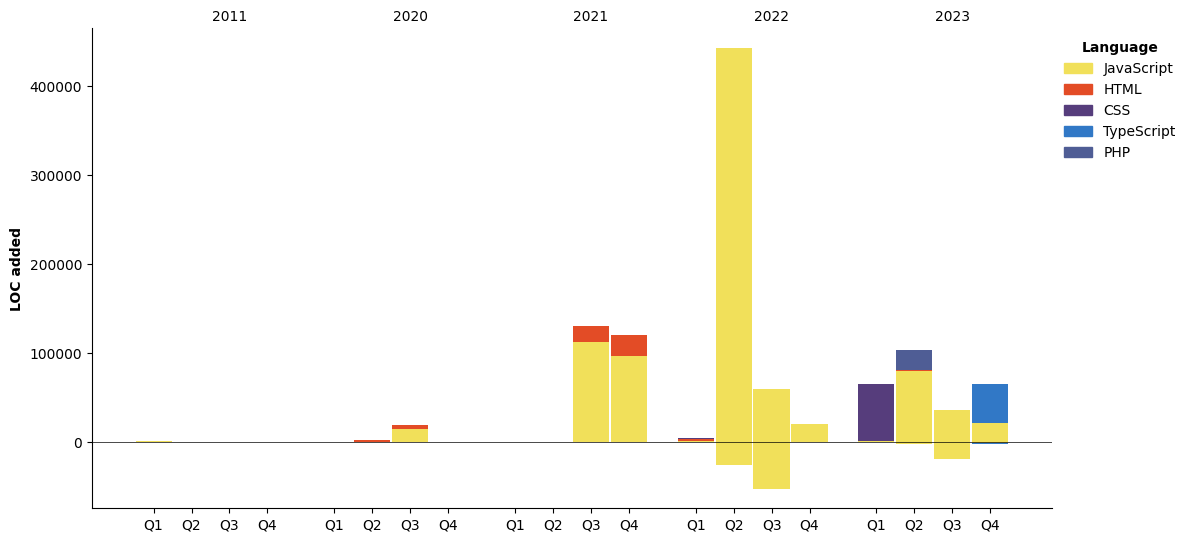 2011 2020 2021 2022 2023
Language
JavaScript
HTML
CSS
TypeScript
PHP
LOC added
400000
300000
200000
100000
0
Q1 Q2 Q3 Q4 Q1 Q2 Q3 Q4 Q1 Q2 Q3 Q4 Q1 Q2 Q3 Q4 Q1 Q2 Q3 Q4